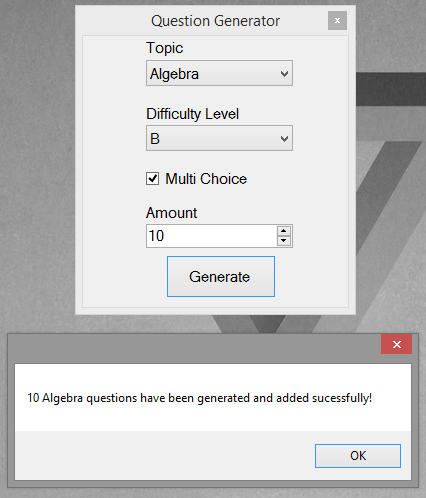 Question Generator
x
Topic
Algebra
Difficulty Level
B
Multi Choice
Amount
10
Generate
10 Algebra questions have been generated and added sucessfully!
OK